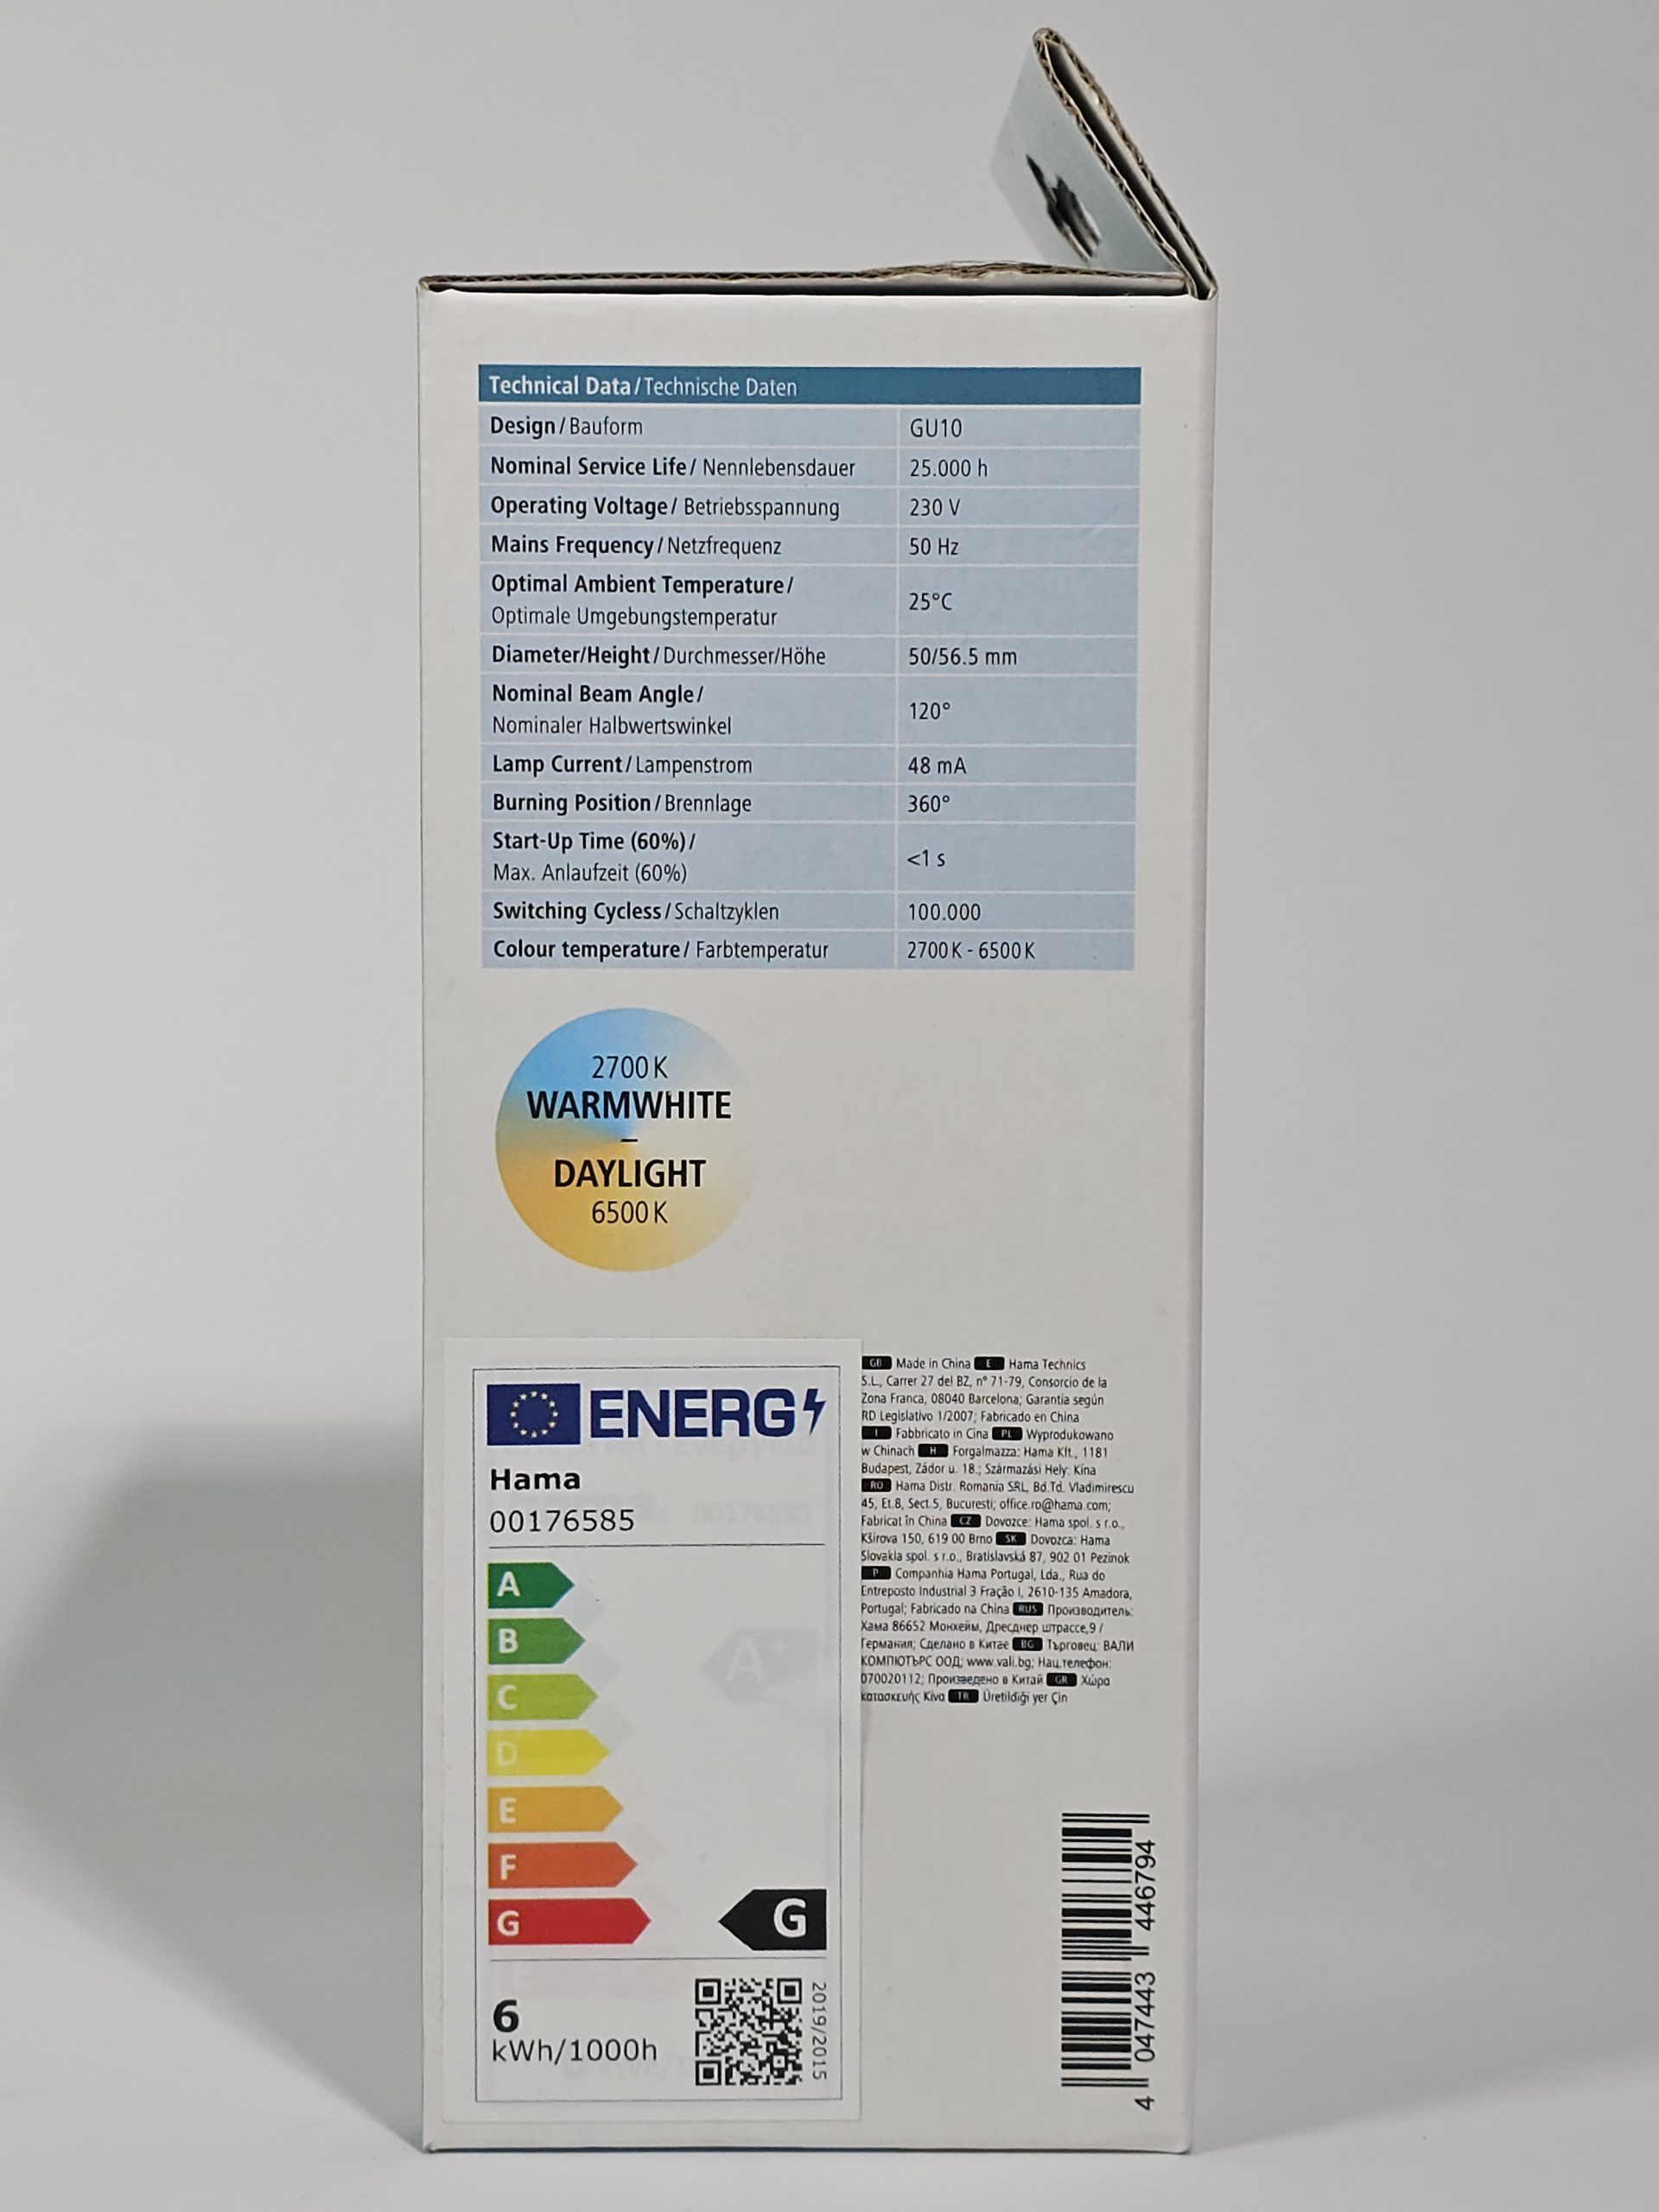 Technical Data / Technische Daten
Design / Bauform GU10
Nominal Service Life / Nennlebensdauer 25.000 h
Operating Voltage / Betriebsspannung 230 V
Mains Frequency / Netzfrequenz 50 Hz
Optimal Ambient Temperature /
Optimale Umgebungstemperatur 25°C
Diameter/Height / Durchmesser/Höhe 50/56.5 mm
Nominal Beam Angle /
Nominaler Halbwertswinkel 120°
Lamp Current / Lampenstrom 48 mA
Burning Position / Brennlage 360°
Start-Up Time (60%) /
Max. Anlaufzeit (60%) <1 s
Switching Cycless / Schaltzyklen 100.000
Colour temperature / Farbtemperatur 2700 K - 6500 K
2700 K
WARMWHITE
–
DAYLIGHT
6500 K
ENERG
Hama
00176585
A
B
C
D
E
F
G
G
6
kWh/1000h
2019/2015
GB Made in China E Hama Technics
S.L., Carrer 27 del BZ, nº 71-79, Consorcio de la
Zona Franca, 08040 Barcelona; Garantía según
RD Legislativo 1/2007; Fabricado en China
I Fabbricato in Cina PL Wyprodukowano
w Chinach H Forgalmazza: Hama Kft., 1181
Budapest, Zádor u. 18.; Származási Hely: Kína
RO Hama Distr. Romania SRL, Bd.Td. Vladimirescu
45, Et.8, Sect.5, Bucuresti; office.ro@hama.com;
Fabricat în China CZ Dovozce: Hama spol. s r.o.,
Kšírova 150, 619 00 Brno SK Dovozca: Hama
Slovakia spol. s r.o., Bratislavská 87, 902 01 Pezinok
P Companhia Hama Portugal, Lda., Rua do
Entreposto Industrial 3 Fração I, 2610-135 Amadora,
Portugal; Fabricado na China RUS Производитель:
Хама 86652 Монхейм, Дресднер штрассе,9 /
Германия; Сделано в Китае BG Търговец: ВАЛИ
КОМПЮТЪРС ООД; www.vali.bg; Нац.телефон:
070020112; Произведено в Китай GR Χώρα
κατασκευής Κίνα TR Üretildiği yer Çin
4 047443 446794